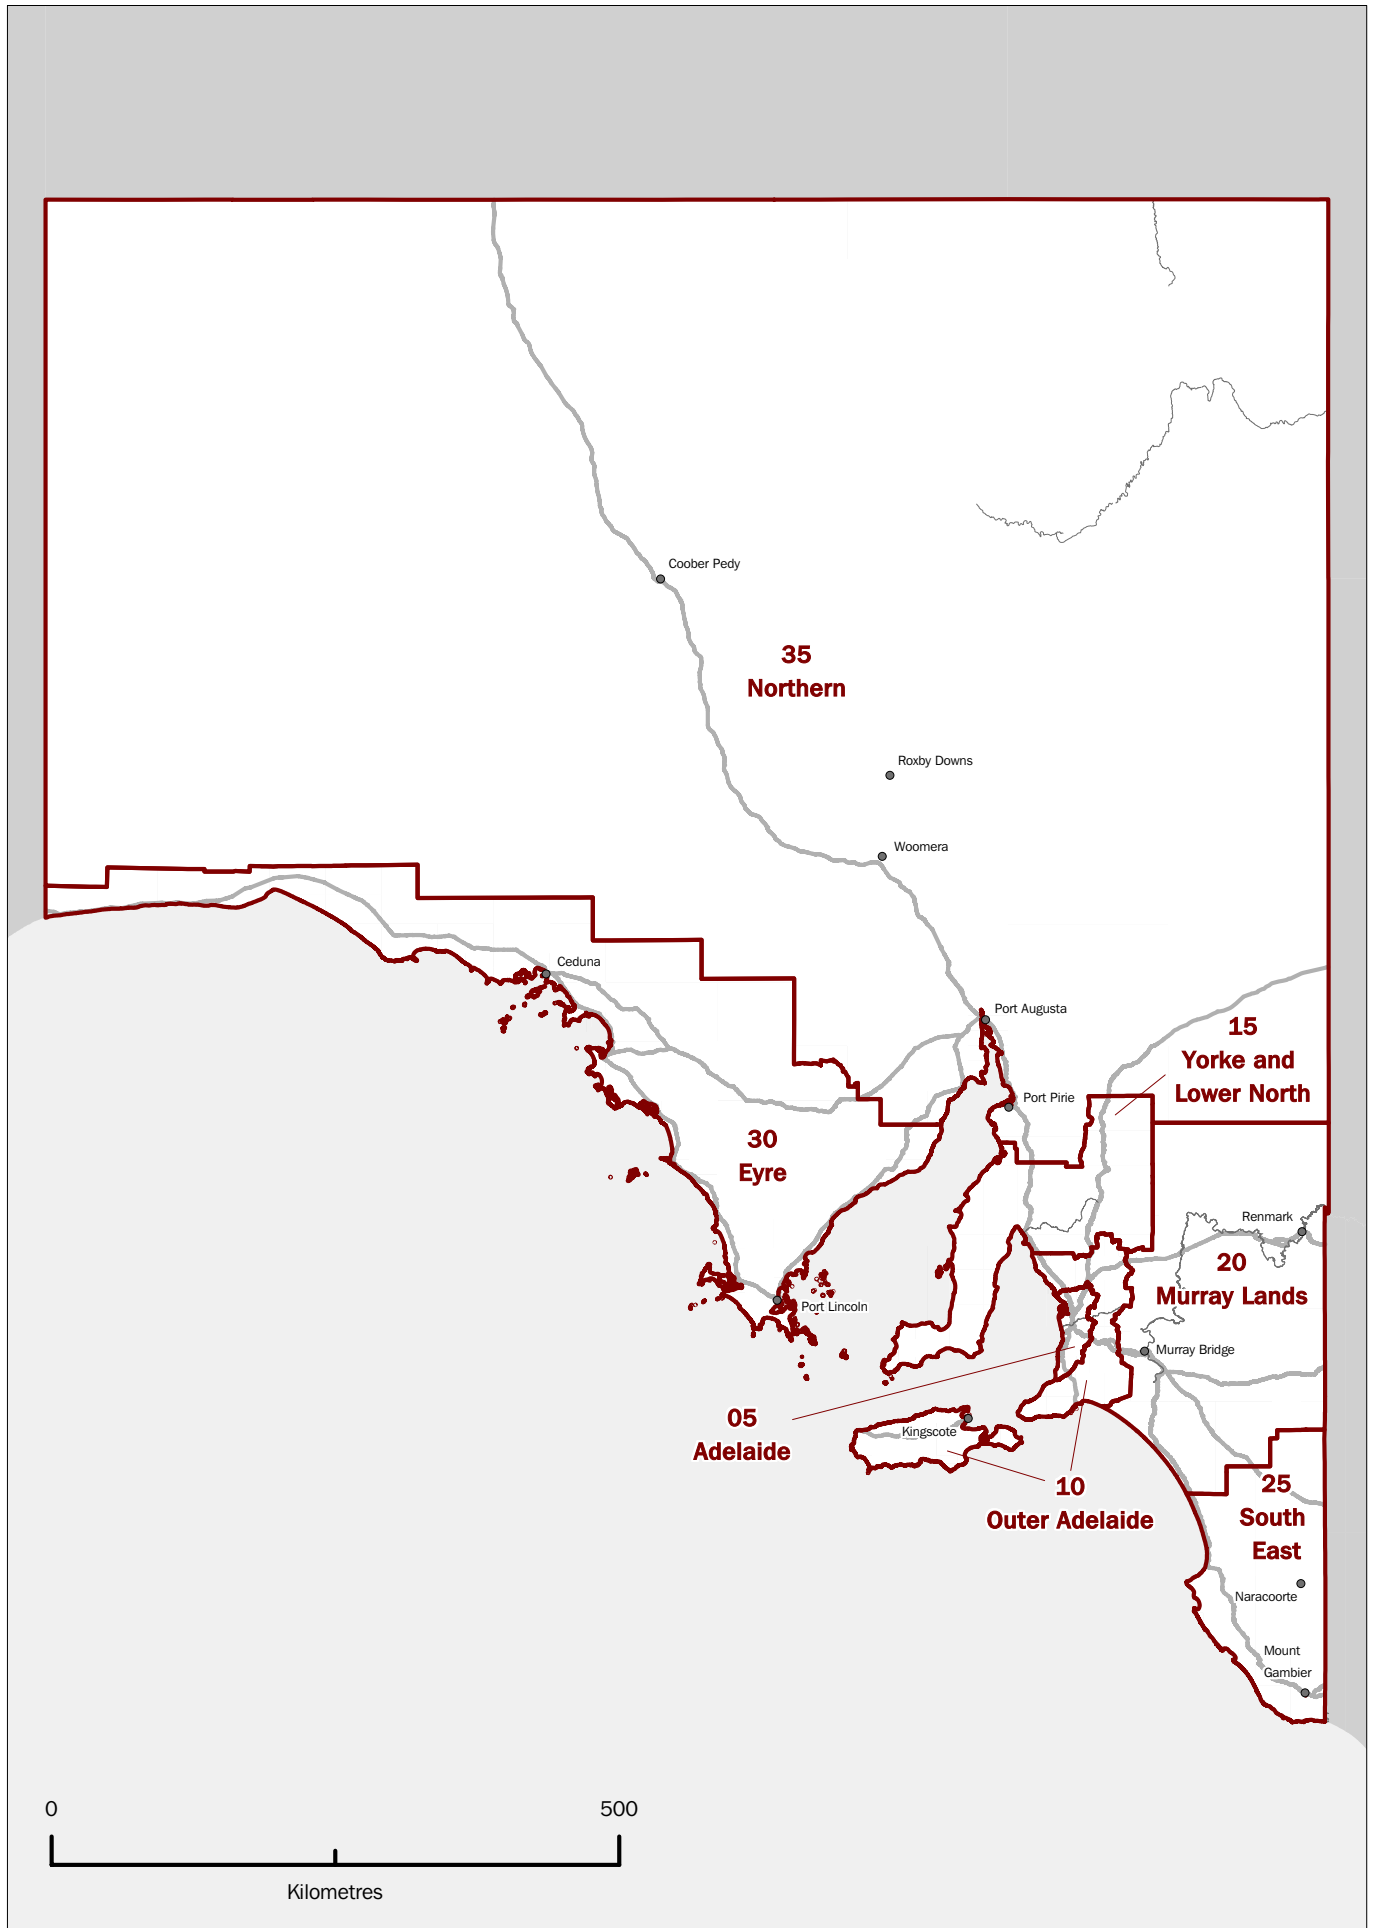 Coober Pedy
35
Northern
Roxby Downs
Woomera
Ceduna
Port Augusta
15
Yorke and
Lower North
Port Pirie
30
Eyre
Renmark
20
Murray Lands
Port Lincoln
Murray Bridge
05
Adelaide
Kingscote
10
Outer Adelaide
25
South
East
Naracoorte
Mount
Gambier
0 500
Kilometres